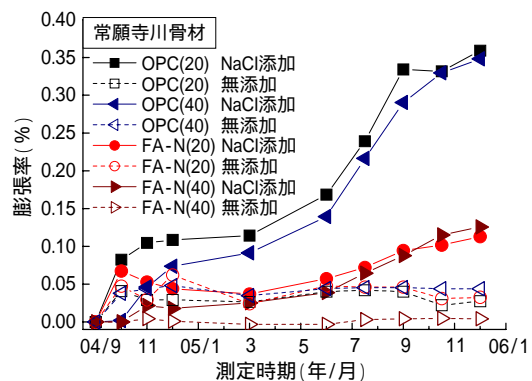 常願寺川骨材
OPC(20) NaCl添加
OPC(20) 無添加
OPC(40) NaCl添加
OPC(40) 無添加
FA-N(20) NaCl添加
FA-N(20) 無添加
FA-N(40) NaCl添加
FA-N(40) 無添加
膨張率(%)
0.40
0.35
0.30
0.25
0.20
0.15
0.10
0.05
0.00
04/9 11 05/1 3 5 7 9 11 06/1
測定時期(年/月)